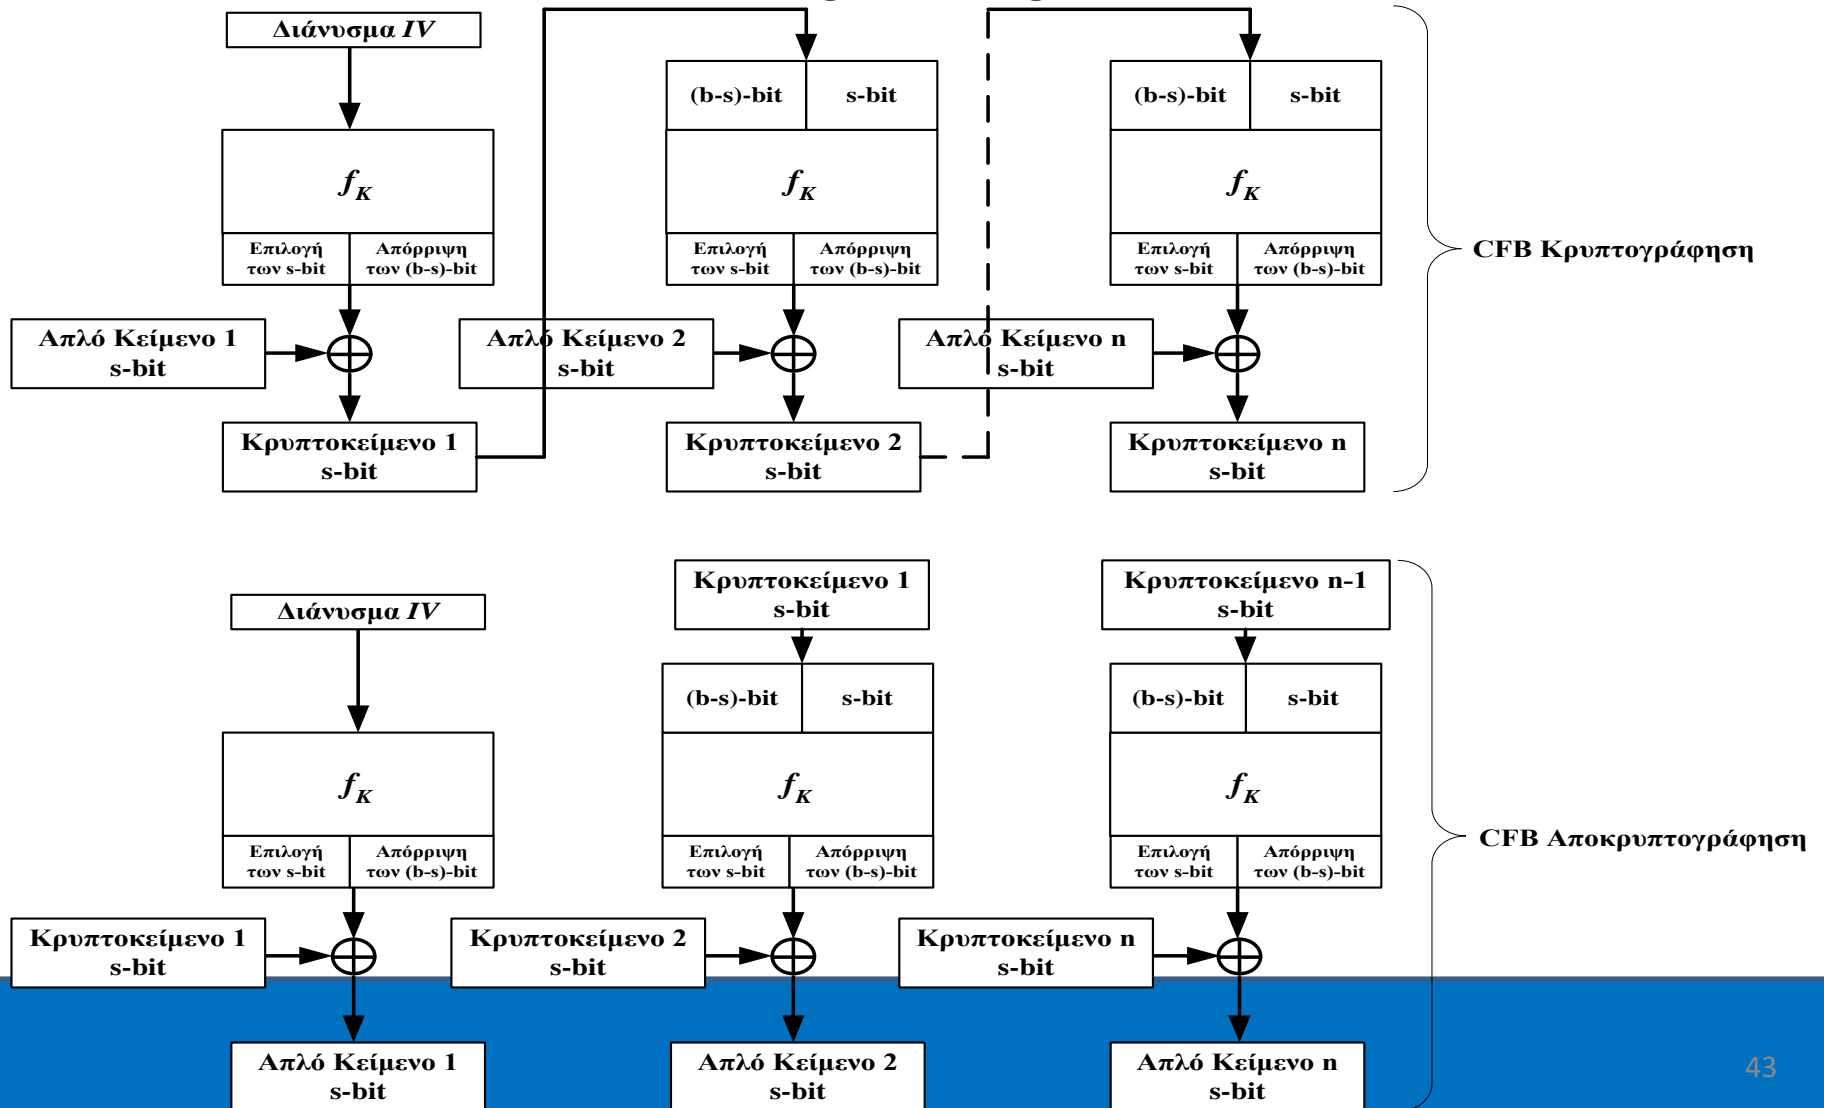 Διάνυσμα IV
(b-s)-bit s-bit
(b-s)-bit s-bit
f_K
f_K
f_K
Επιλογή
των s-bit
Απόρριψη
των (b-s)-bit
Επιλογή
των s-bit
Απόρριψη
των (b-s)-bit
Επιλογή
των s-bit
Απόρριψη
των (b-s)-bit
CFB Κρυπτογράφηση
Απλό Κείμενο 1
s-bit
Απλό Κείμενο 2
s-bit
Απλό Κείμενο n
s-bit
Κρυπτοκείμενο 1
s-bit
Κρυπτοκείμενο 2
s-bit
Κρυπτοκείμενο n
s-bit
Διάνυσμα IV
Κρυπτοκείμενο 1
s-bit
Κρυπτοκείμενο n-1
s-bit
(b-s)-bit s-bit
(b-s)-bit s-bit
f_K
f_K
f_K
Επιλογή
των s-bit
Απόρριψη
των (b-s)-bit
Επιλογή
των s-bit
Απόρριψη
των (b-s)-bit
Επιλογή
των s-bit
Απόρριψη
των (b-s)-bit
CFB Αποκρυπτογράφηση
Κρυπτοκείμενο 1
s-bit
Κρυπτοκείμενο 2
s-bit
Κρυπτοκείμενο n
s-bit
Απλό Κείμενο 1
s-bit
Απλό Κείμενο 2
s-bit
Απλό Κείμενο n
s-bit
43